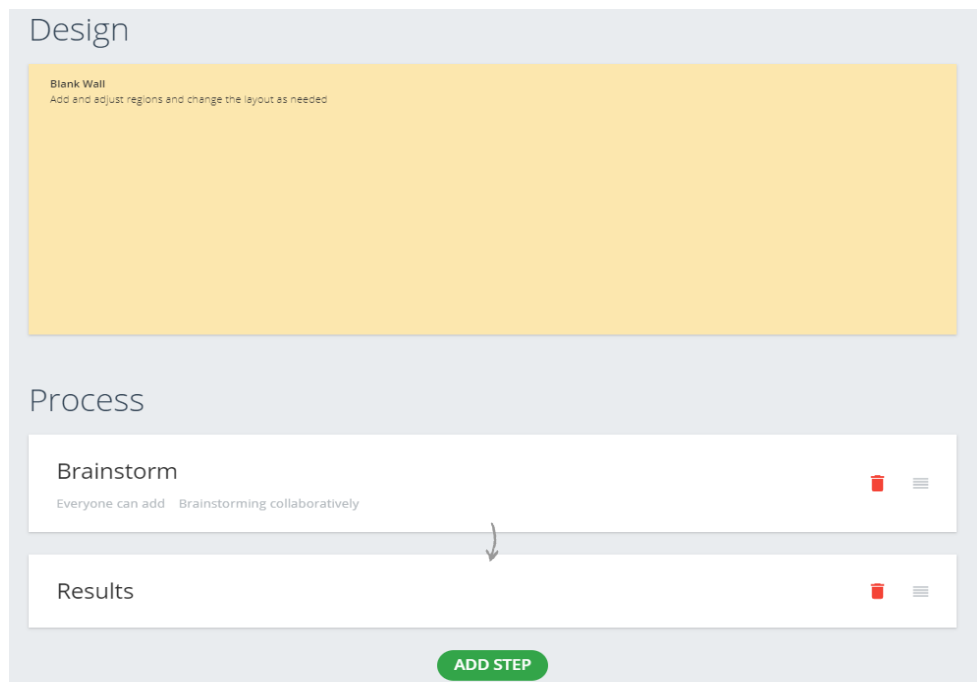 Design
Blank Wall
Add and adjust regions and change the layout as needed
Process
Brainstorm
Everyone can add Brainstorming collaboratively
Results
ADD STEP